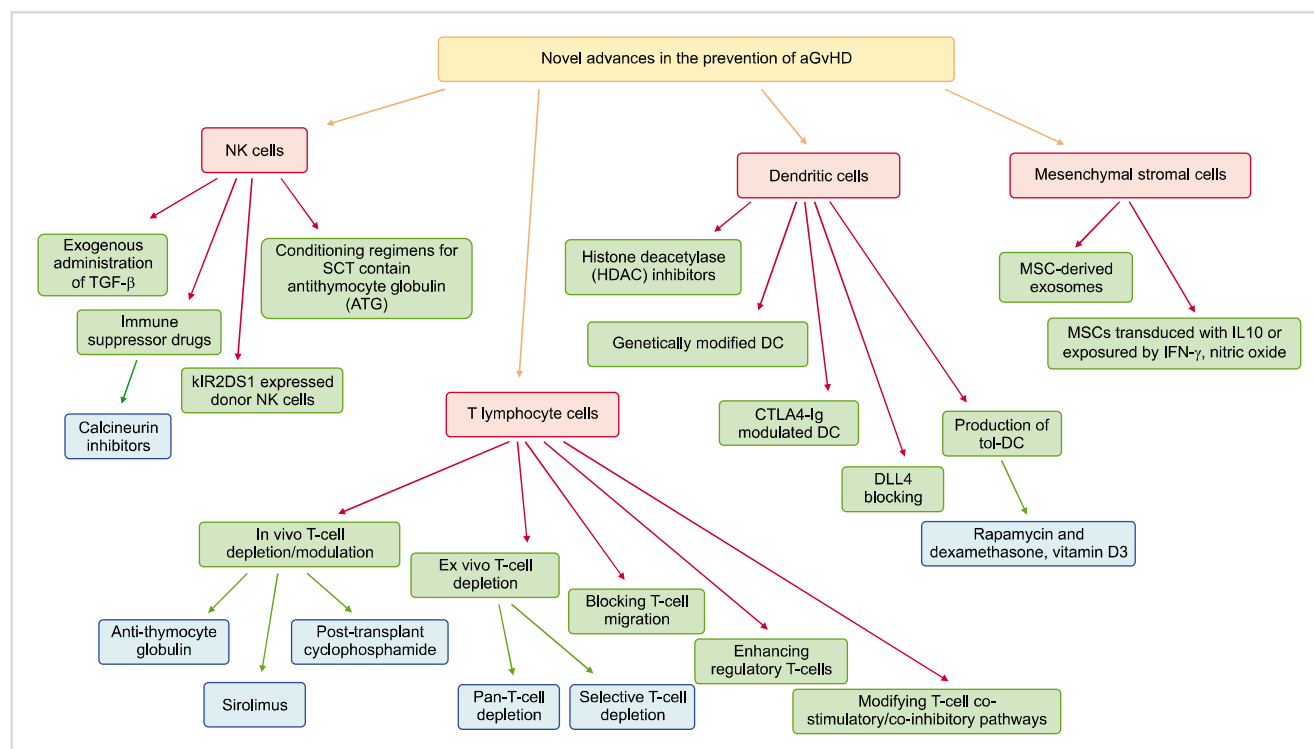 Novel advances in the prevention of aGvHD
NK cells
Dendritic cells
Mesenchymal stromal cells
Exogenous
administration
of TGF-β
Conditioning regimens for
SCT contain
antithymocyte globulin
(ATG)
Immune
suppressor drugs
kIR2DS1 expressed
donor NK cells
Calcineurin
inhibitors
Histone deacetylase
(HDAC) inhibitors
Genetically modified DC
CTLA4-Ig
modulated DC
DLL4
blocking
Production of
tol-DC
Rapamycin and
dexamethasone, vitamin D3
MSC-derived
exosomes
MSCs transduced with IL10 or
exposured by IFN-γ, nitric oxide
T lymphocyte cells
In vivo T-cell
depletion/modulation
Ex vivo T-cell
depletion
Blocking T-cell
migration
Enhancing
regulatory T-cells
Modifying T-cell co-
stimulatory/co-inhibitory pathways
Anti-thymocyte
globulin
Sirolimus
Post-transplant
cyclophosphamide
Pan-T-cell
depletion
Selective T-cell
depletion